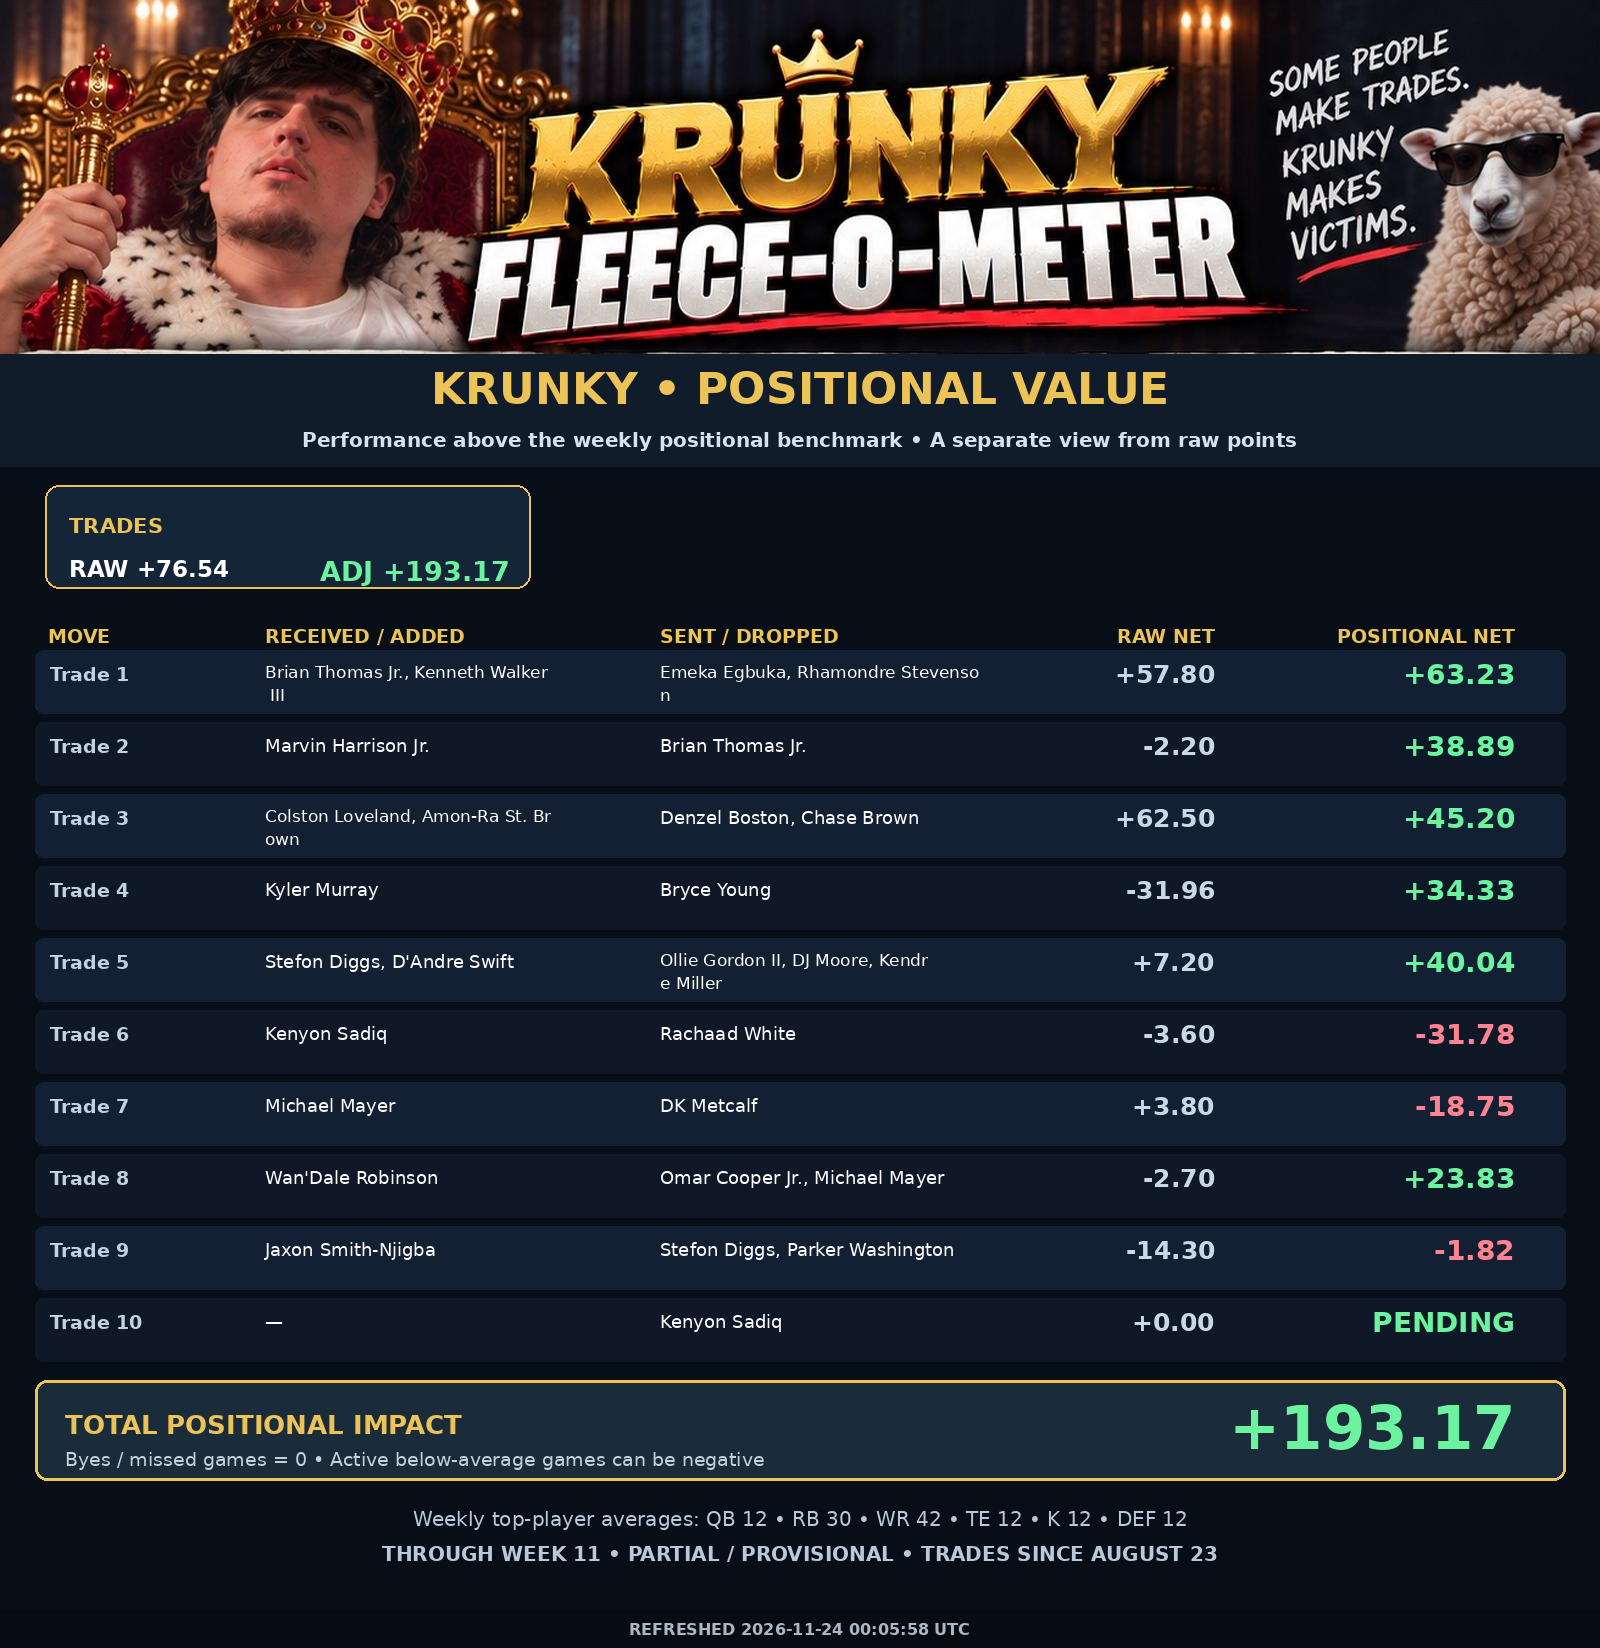 KRUNKY
FLEECE-O-METER
SOME PEOPLE
MAKE TRADES.
KRUNKY
MAKES
VICTIMS.
KRUNKY • POSITIONAL VALUE
Performance above the weekly positional benchmark • A separate view from raw points
TRADES
RAW +76.54 ADJ +193.17
MOVE RECEIVED / ADDED SENT / DROPPED RAW NET POSITIONAL NET
Trade 1 Brian Thomas Jr., Kenneth Walker Emeka Egbuka, Rhamondre Stevenso +57.80 +63.23
III n
Trade 2 Marvin Harrison Jr. Brian Thomas Jr. -2.20 +38.89
Trade 3 Colston Loveland, Amon-Ra St. Br Denzel Boston, Chase Brown +62.50 +45.20
own
Trade 4 Kyler Murray Bryce Young -31.96 +34.33
Trade 5 Stefon Diggs, D'Andre Swift Ollie Gordon II, DJ Moore, Kendr +7.20 +40.04
e Miller
Trade 6 Kenyon Sadiq Rachaad White -3.60 -31.78
Trade 7 Michael Mayer DK Metcalf +3.80 -18.75
Trade 8 Wan'Dale Robinson Omar Cooper Jr., Michael Mayer -2.70 +23.83
Trade 9 Jaxon Smith-Njigba Stefon Diggs, Parker Washington -14.30 -1.82
Trade 10 — Kenyon Sadiq +0.00 PENDING
TOTAL POSITIONAL IMPACT +193.17
Byes / missed games = 0 • Active below-average games can be negative
Weekly top-player averages: QB 12 • RB 30 • WR 42 • TE 12 • K 12 • DEF 12
THROUGH WEEK 11 • PARTIAL / PROVISIONAL • TRADES SINCE AUGUST 23
REFRESHED 2026-11-24 00:05:58 UTC